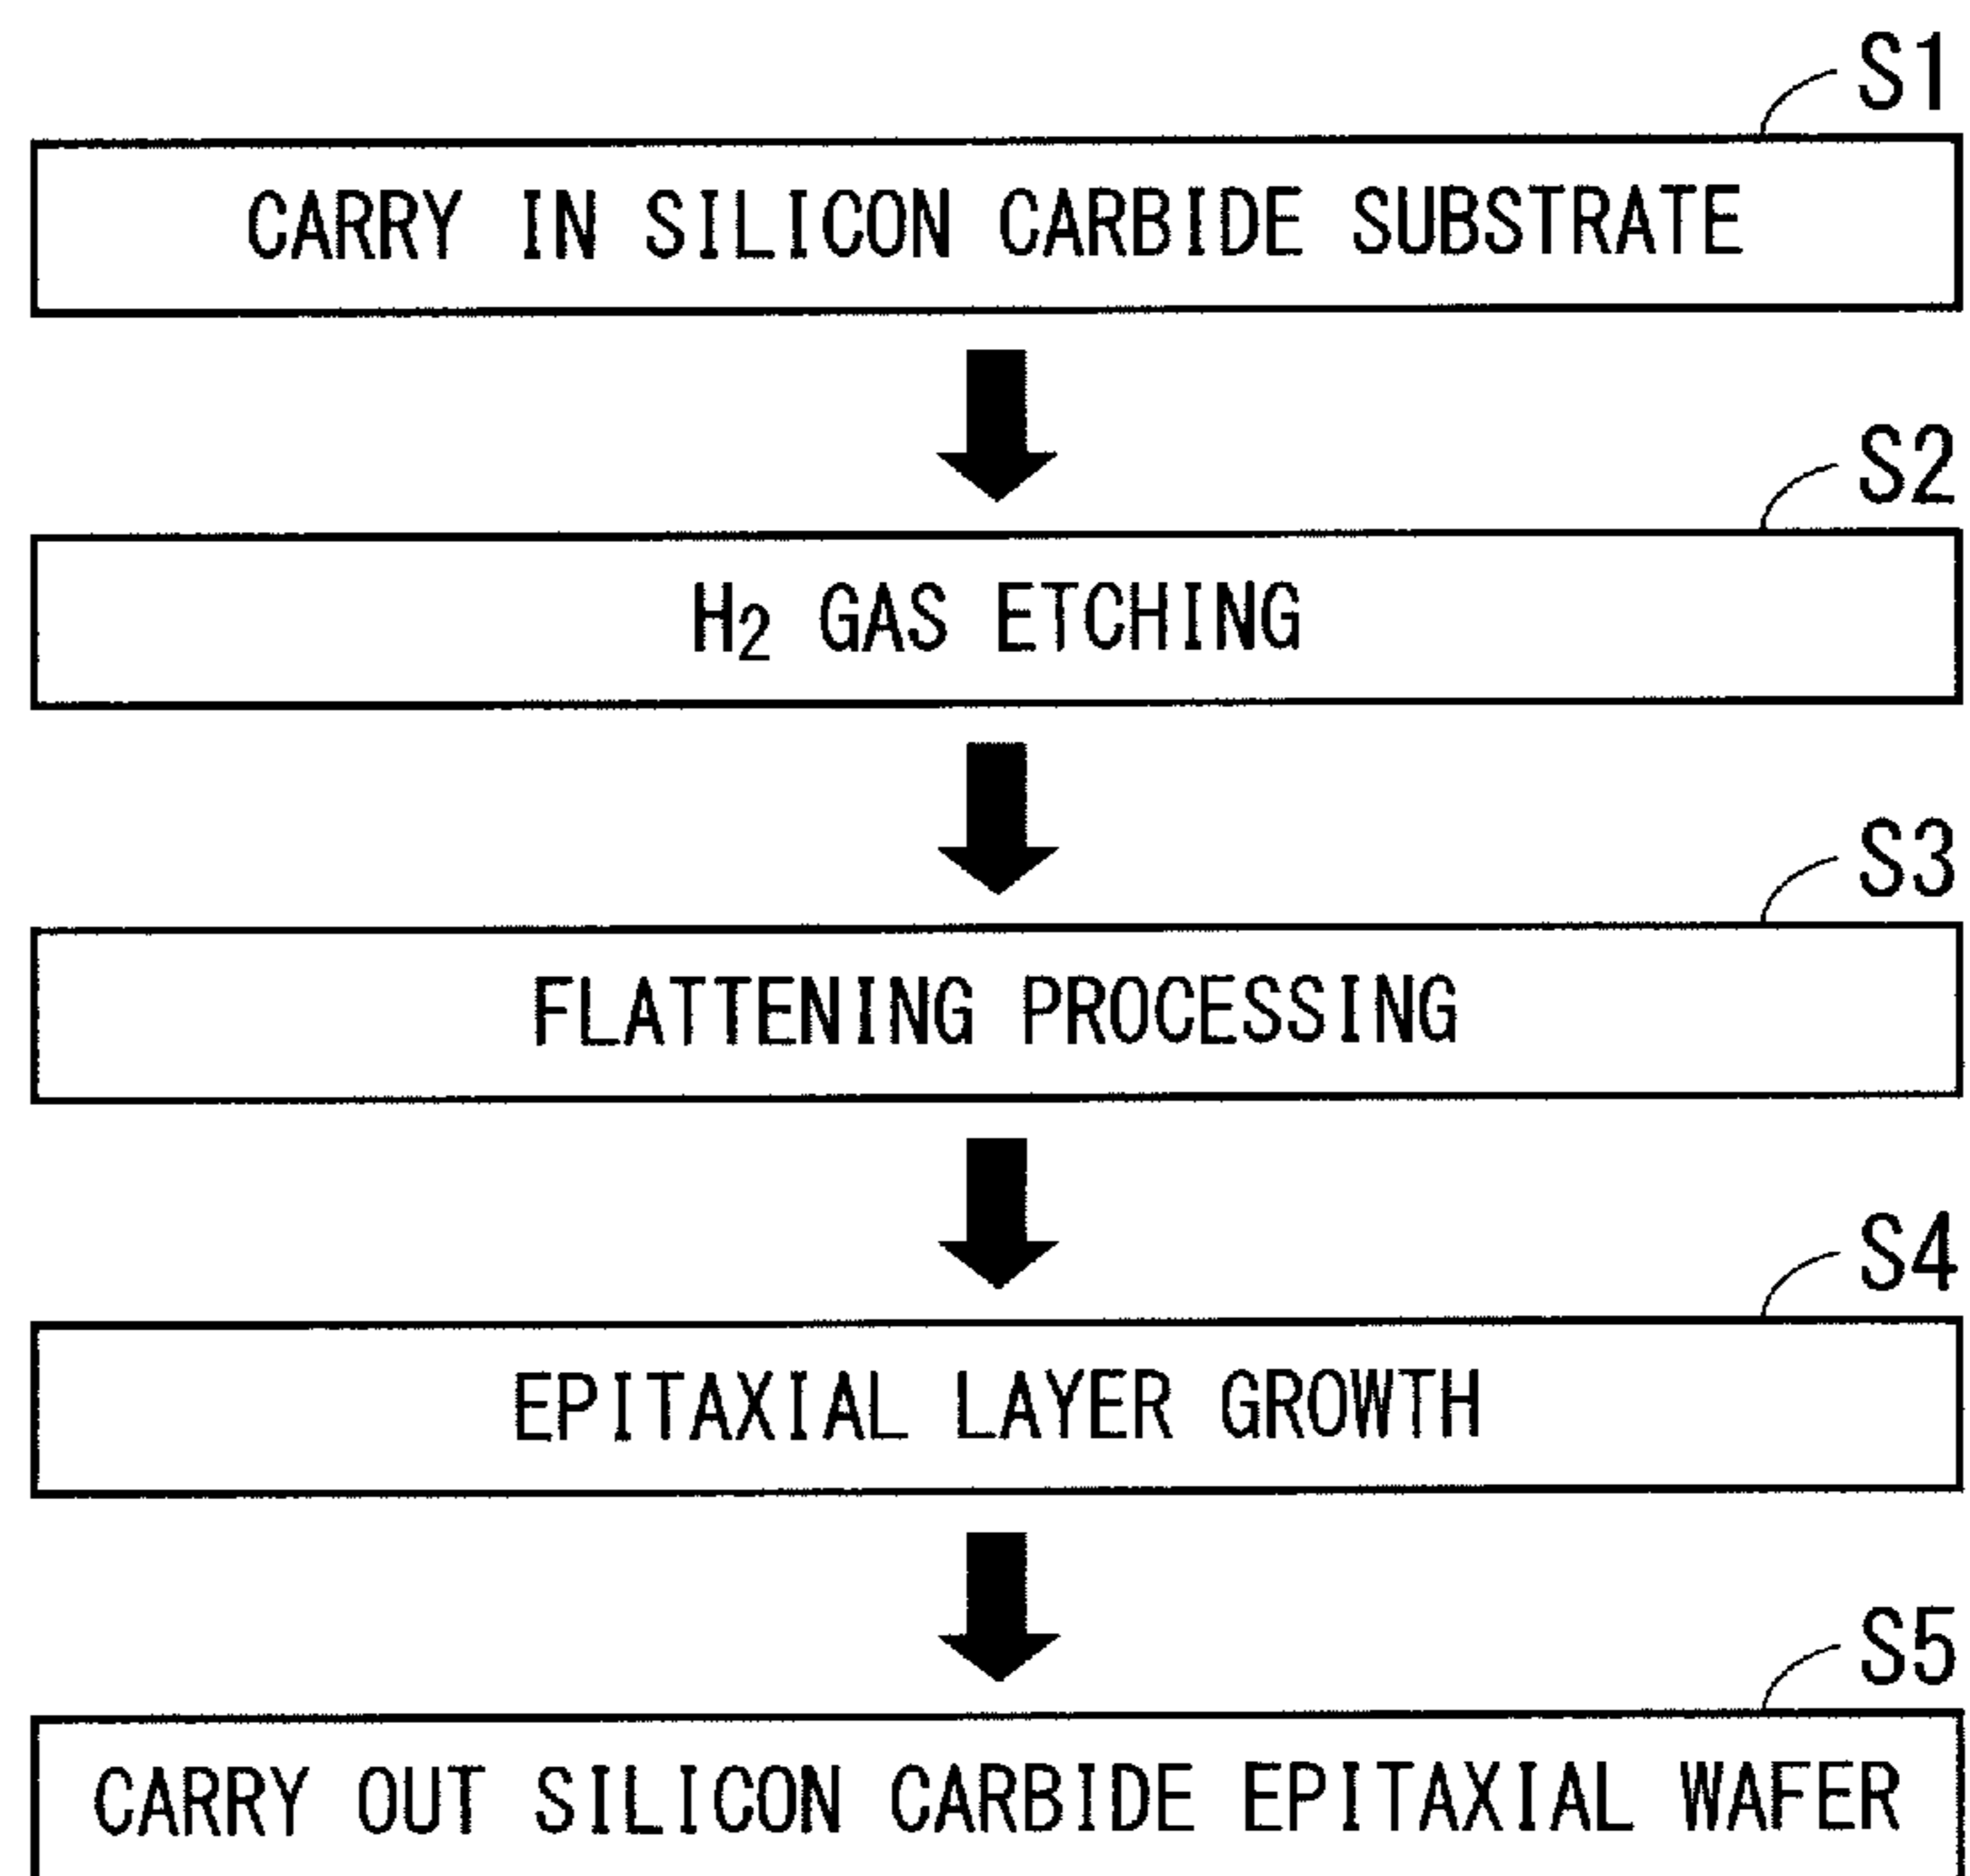 S1
CARRY IN SILICON CARBIDE SUBSTRATE
S2
H₂ GAS ETCHING
S3
FLATTENING PROCESSING
S4
EPITAXIAL LAYER GROWTH
S5
CARRY OUT SILICON CARBIDE EPITAXIAL WAFER